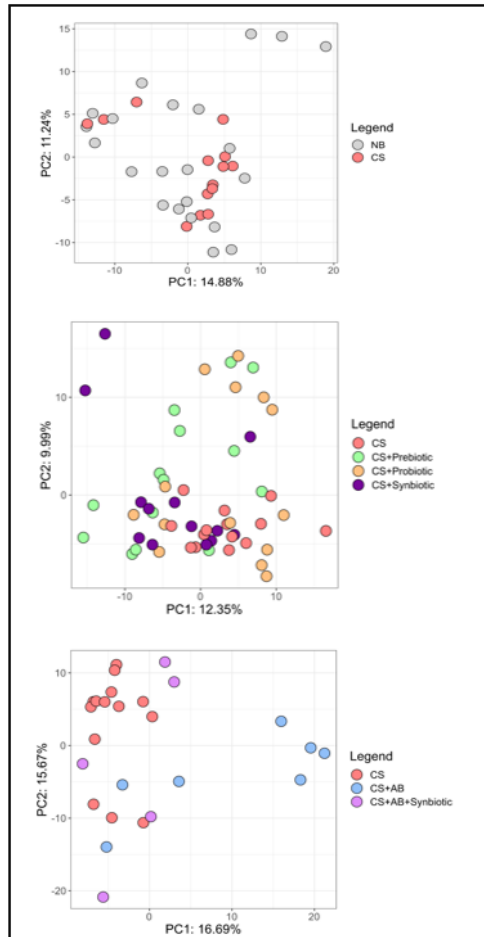 15
10
5
0
-5
-10
PC2: 11.24%
-10
0
10
20
PC1: 14.88%
Legend
NB
CS
10
0
PC2: 9.99%
-10
0
10
PC1: 12.35%
Legend
CS
CS+Prebiotic
CS+Probiotic
CS+Synbiotic
10
0
-10
-20
PC2: 15.67%
0
10
20
PC1: 16.69%
Legend
CS
CS+AB
CS+AB+Synbiotic